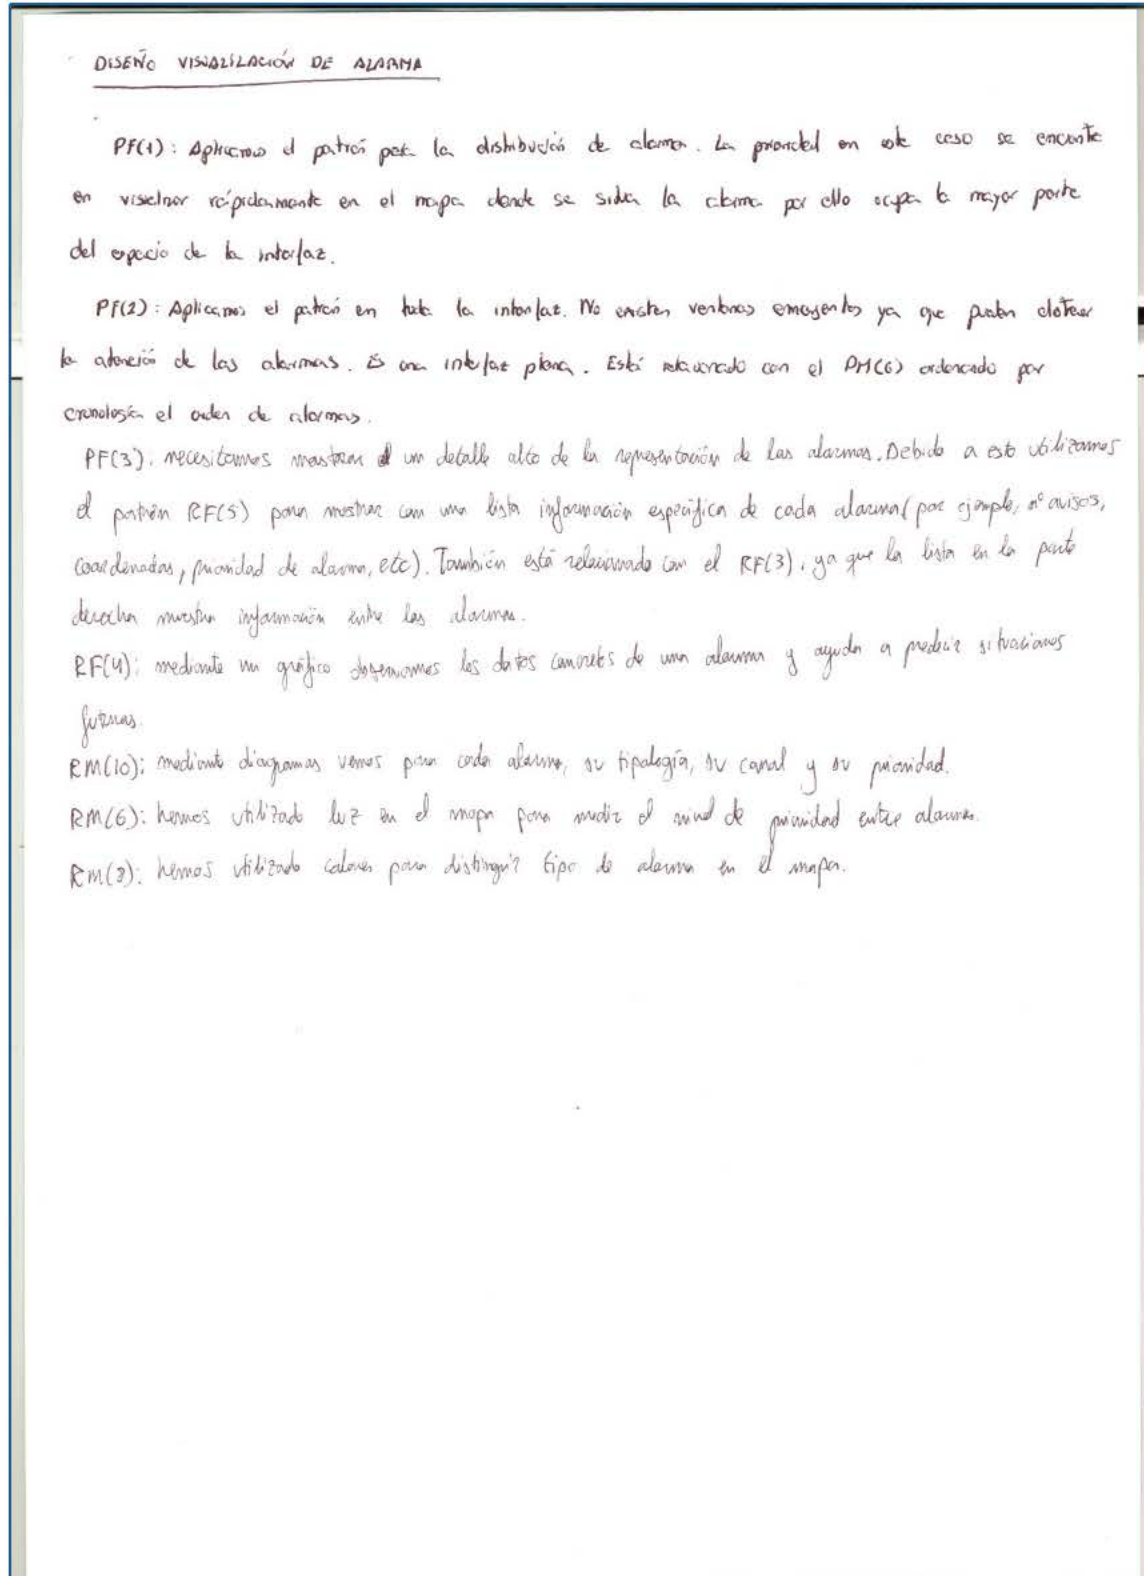 DISEÑO VISUALIZACIÓN DE ALARMA
PF(1): Aplicamos el patrón para la distribución de alarma. La prioridad en este caso se encuentra
en visualizar rápidamente en el mapa donde se sitúa la alarma por ello ocupa la mayor parte
del espacio de la interfaz.
PF(2): Aplicamos el patrón en toda la interfaz. No existen ventanas emergentes ya que pueden
la atención de las alarmas. Es una interfaz plana. Está relacionado con el PM(6) ordenando por
cronología el orden de alarmas.
PF(3): necesitamos mostrar un detalle alto de la representación de las alarmas. Debido a esto utilizamos
el patrón RF(5) para mostrar con una lista información específica de cada alarma (por ejemplo, nº avisos,
coordenadas, prioridad de alarma, etc). También está relacionado con el RF(3), ya que la lista en la parte
derecha muestra información entre las alarmas.
RF(4): mediante un gráfico observamos los datos concretos de una alarma y ayuda a predecir situaciones
futuras.
RM(10): mediante diagramas vemos para cada alarma, su tipología, su canal y su prioridad.
RM(6): hemos utilizado luz en el mapa para medir el nivel de prioridad entre alarmas.
RM(8): hemos utilizado colores para distinguir tipo de alarma en el mapa.